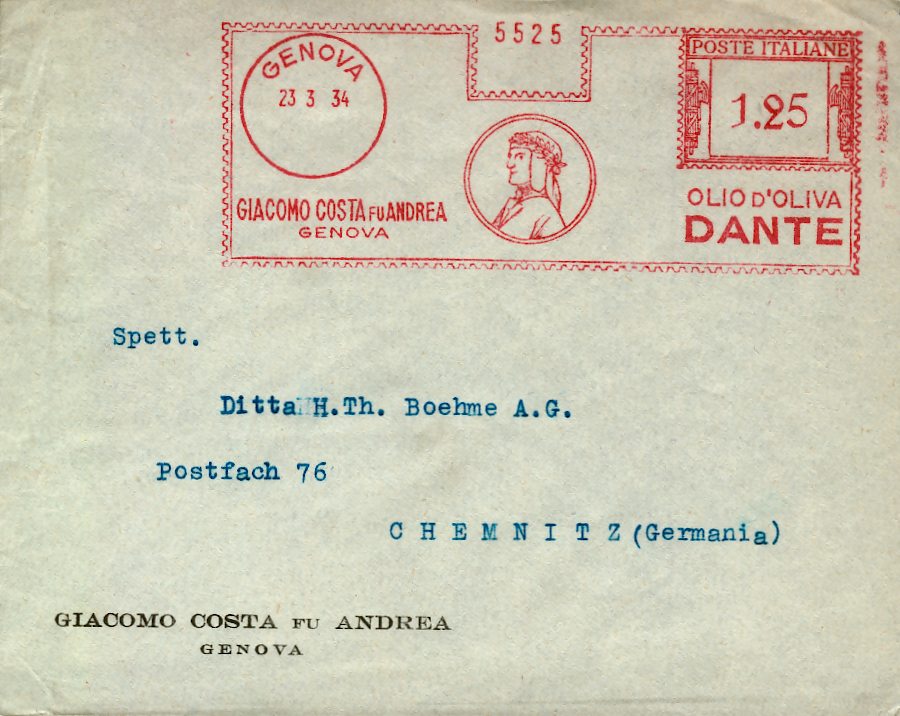 GENOVA
23 3 34
5525
POSTE ITALIANE
1.25
GIACOMO COSTA FU ANDREA
GENOVA
OLIO D'OLIVA
DANTE
Spett.
Ditta H.Th. Boehme A.G.
Postfach 76
CHEMNITZ (Germania)
GIACOMO COSTA FU ANDREA
GENOVA